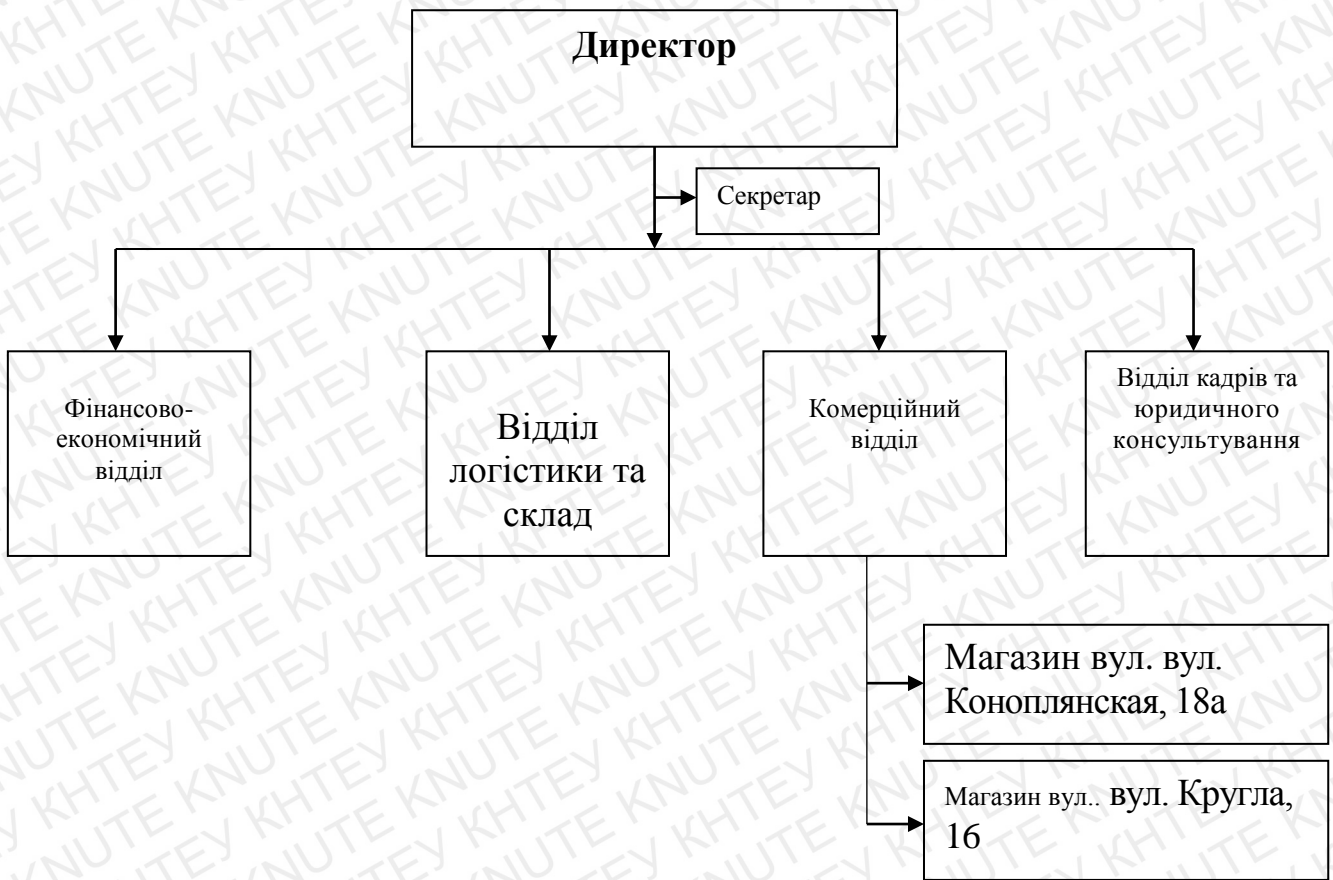 Директор
Секретар
Фінансово-
економічний
відділ
Відділ
логістики та
склад
Комерційний
відділ
Відділ кадрів та
юридичного
консультування
Магазин вул. вул.
Коноплянская, 18а
Магазин вул.. вул. Кругла,
16